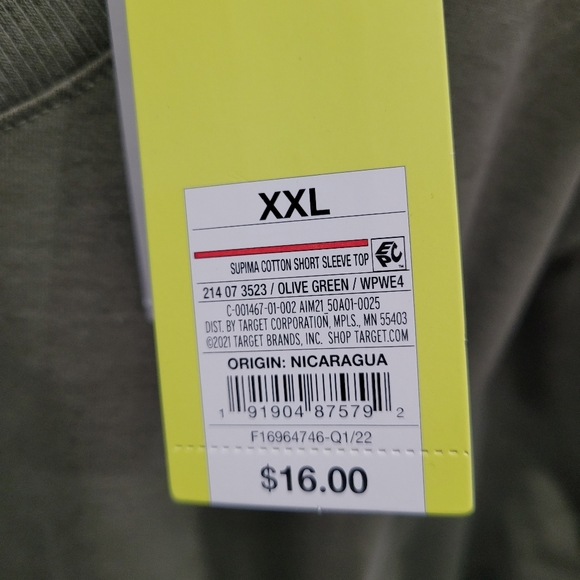 XXL
SUPIMA COTTON SHORT SLEEVE TOP
EPC™
214 07 3523 / OLIVE GREEN / WPWE4
C-001467-01-002 AIM21_50A01-0025
DIST. BY TARGET CORPORATION, MPLS., MN 55403
©2021 TARGET BRANDS, INC. SHOP TARGET.COM
ORIGIN: NICARAGUA
1 91904 87579 2
F16964746-Q1/22
$16.00